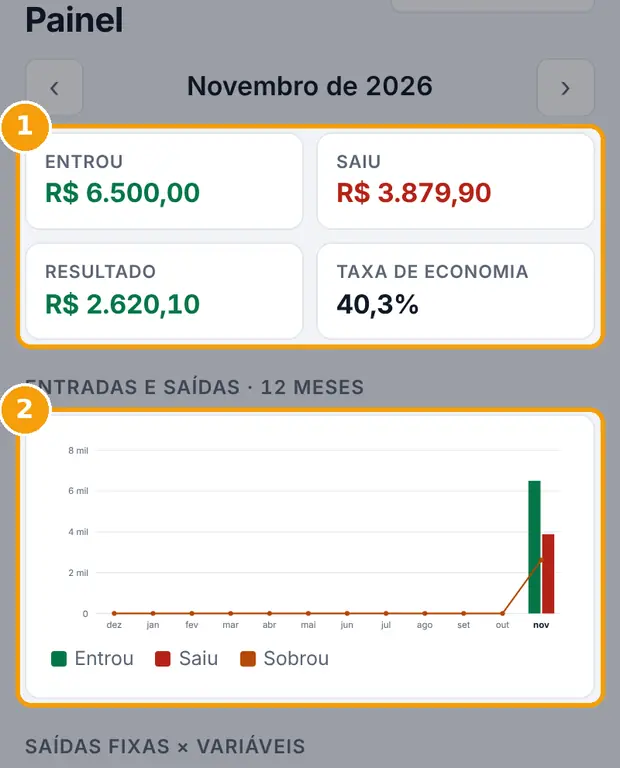 Painel
‹ Novembro de 2026 ›
1
ENTROU
R$ 6.500,00
SAIU
R$ 3.879,90
RESULTADO
R$ 2.620,10
TAXA DE ECONOMIA
40,3%
ENTRADAS E SAÍDAS · 12 MESES
2
8 mil
6 mil
4 mil
2 mil
0
dez jan fev mar abr mai jun jul ago set out nov
Entrou Saiu Sobrou
SAÍDAS FIXAS × VARIÁVEIS